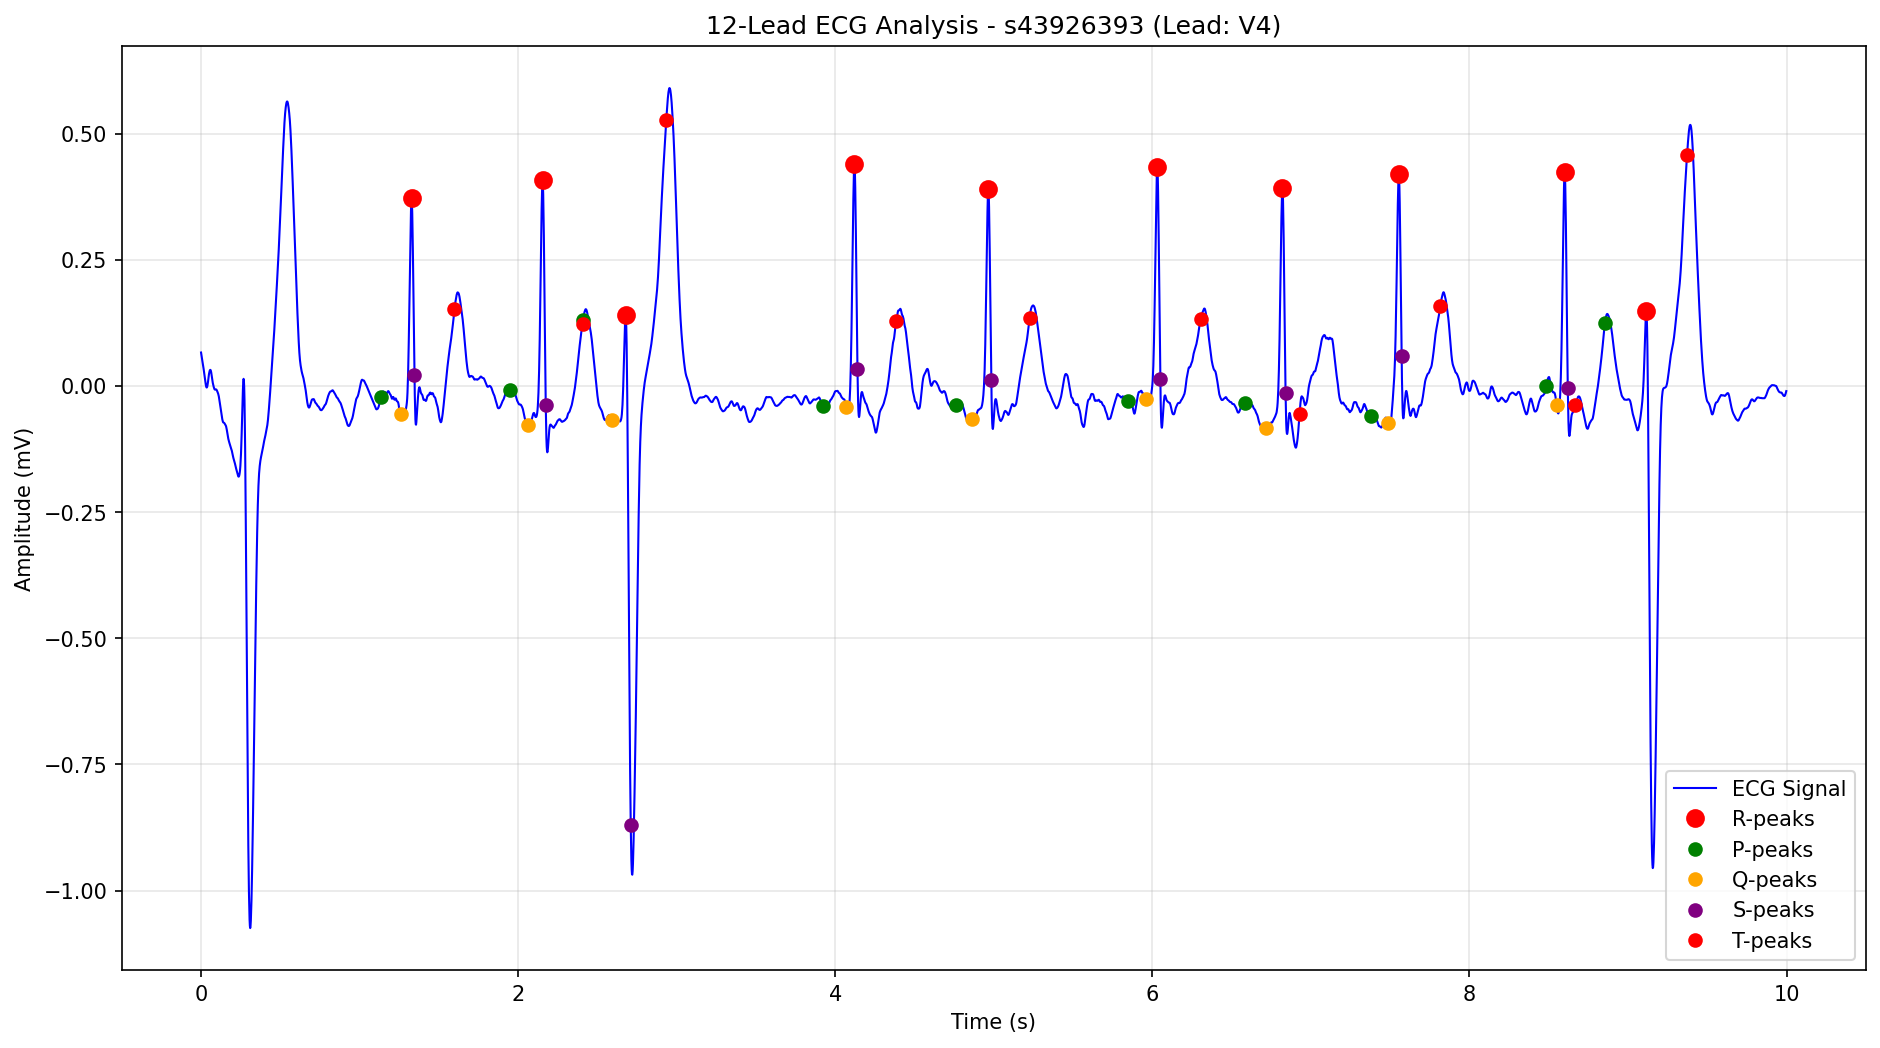 12-Lead ECG Analysis - s43926393 (Lead: V4)
Amplitude (mV)
0.50
0.25
0.00
−0.25
−0.50
−0.75
−1.00
0
2
4
6
8
10
Time (s)
ECG Signal
R-peaks
P-peaks
Q-peaks
S-peaks
T-peaks